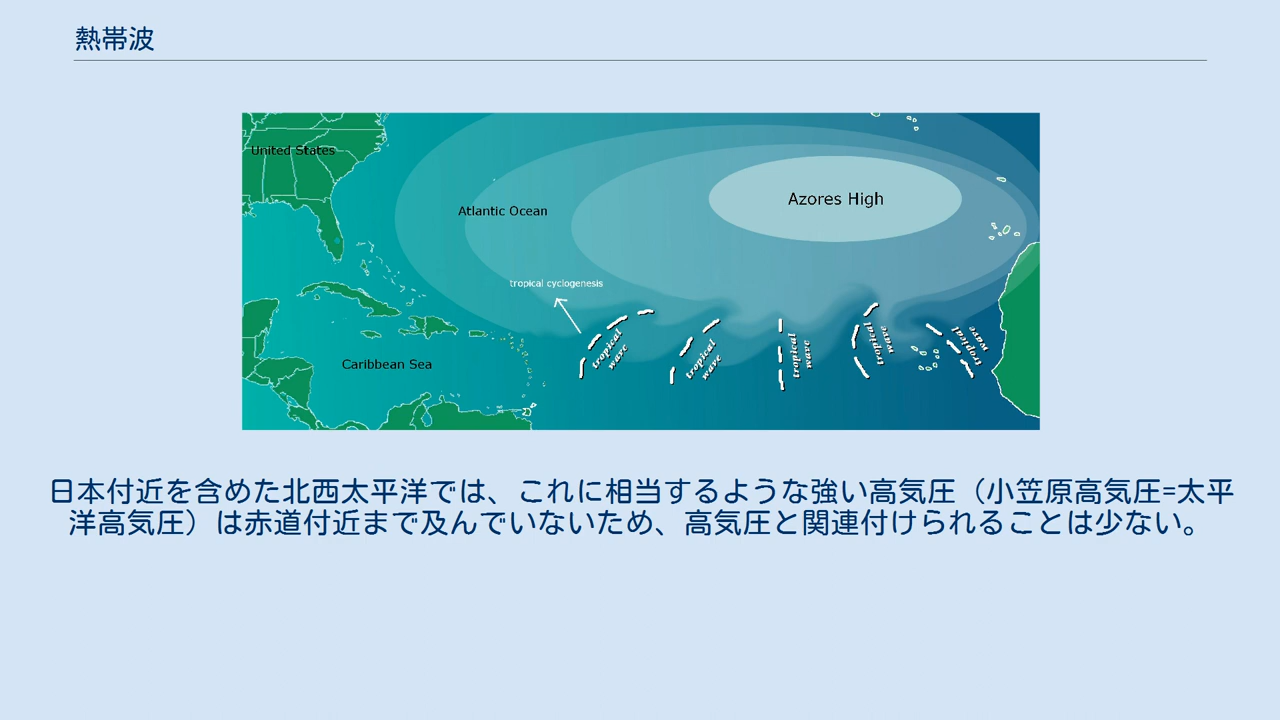 熱帯波
United States
Azores High
Atlantic Ocean
tropical cyclogenesis
Caribbean Sea
tropical
wave
tropical
wave
tropical
wave
tropical
wave
tropical
wave
日本付近を含めた北西太平洋では、これに相当するような強い高気圧（小笠原高気圧=太平
洋高気圧）は赤道付近まで及んでいないため、高気圧と関連付けられることは少ない。